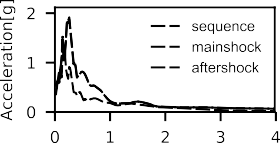 Acceleration[g]
2
1
0
sequence
mainshock
aftershock
0 1 2 3 4